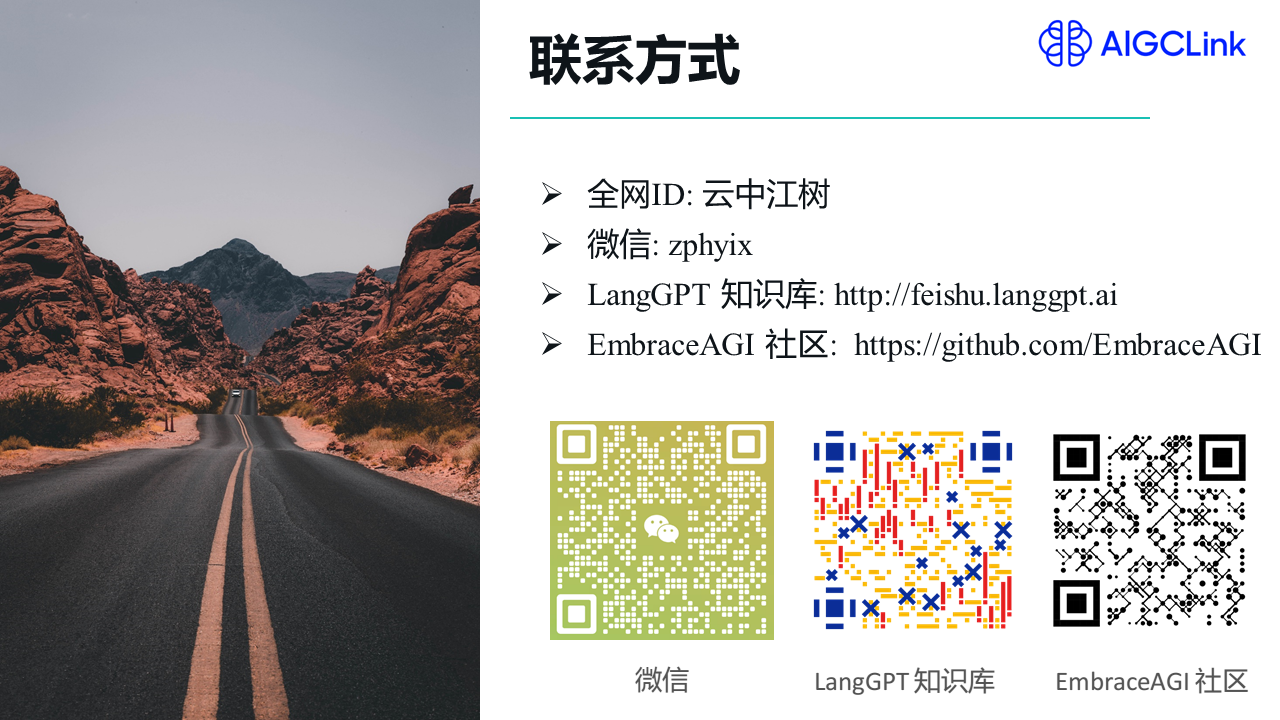 联系方式
AIGCLink
全网ID: 云中江树
微信: zphyix
LangGPT 知识库: http://feishu.langgpt.ai
EmbraceAGI 社区: https://github.com/EmbraceAGI
微信
LangGPT 知识库
EmbraceAGI 社区